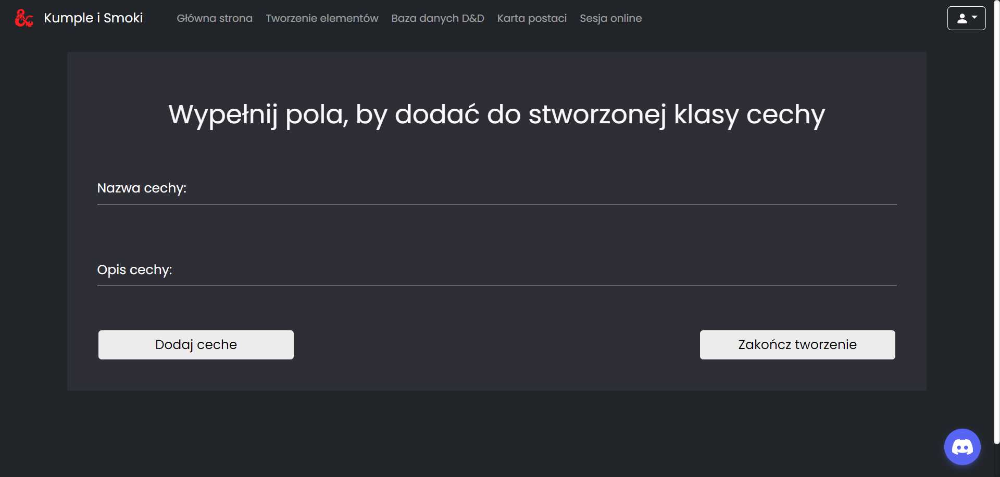 Kumple i Smoki
Główna strona
Tworzenie elementów
Baza danych D&D
Karta postaci
Sesja online
Wypełnij pola, by dodać do stworzonej klasy cechy
Nazwa cechy:
Opis cechy:
Dodaj ceche
Zakończ tworzenie